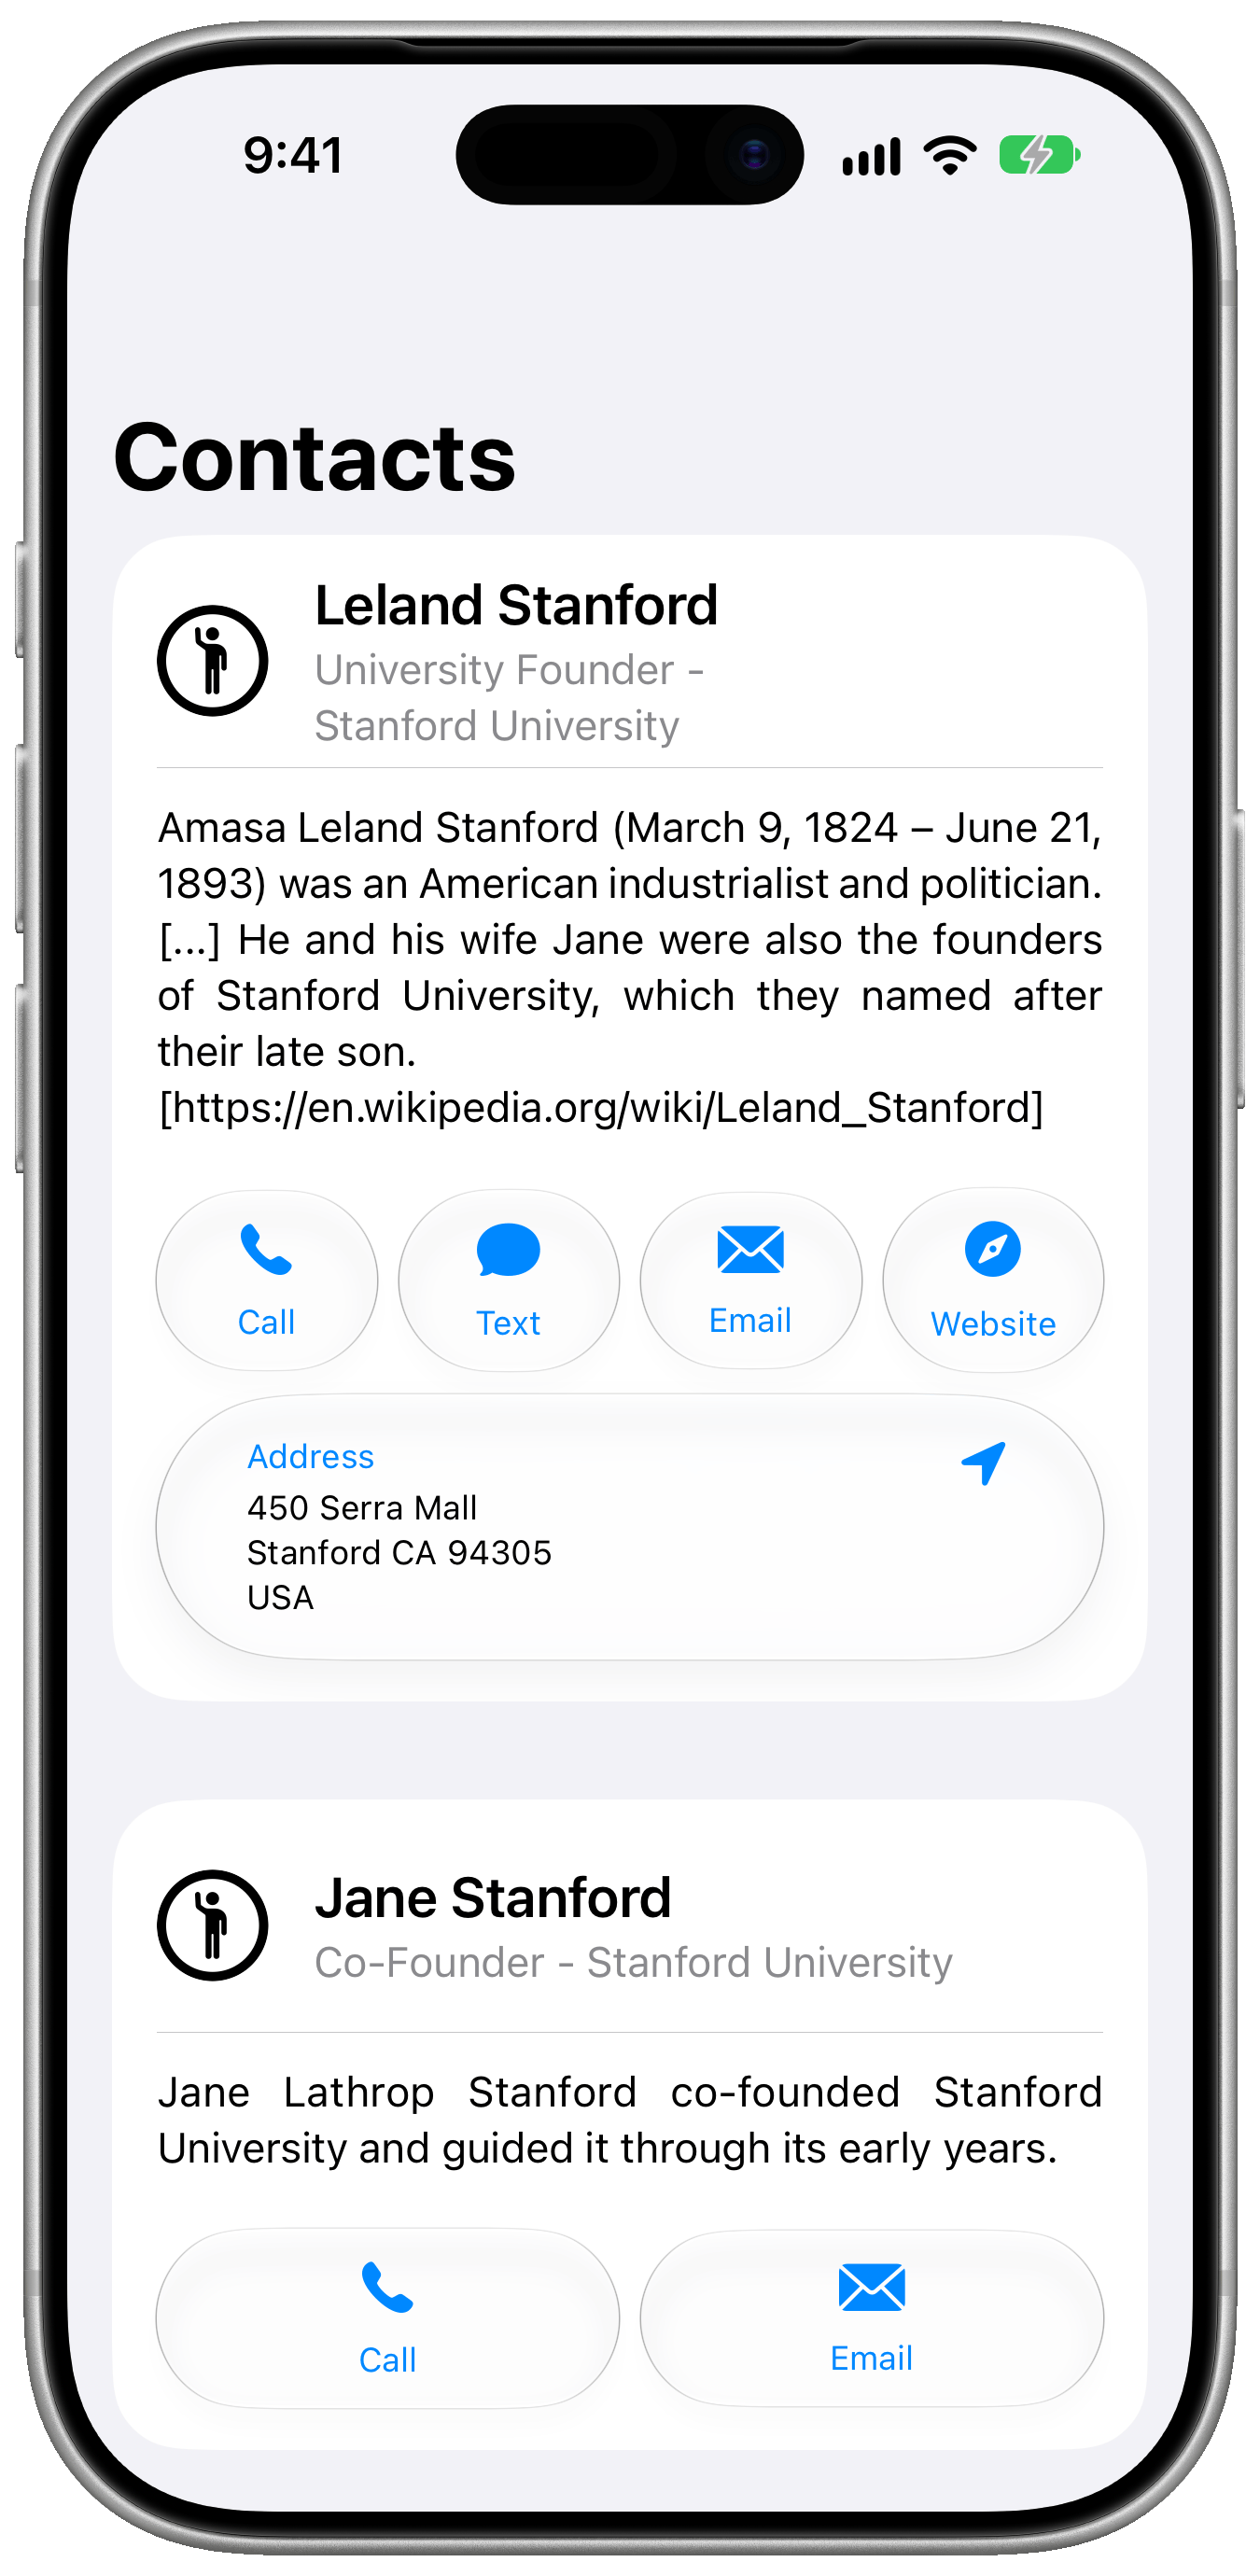 9:41
Contacts
Leland Stanford
University Founder -
Stanford University
Amasa Leland Stanford (March 9, 1824 – June 21,
1893) was an American industrialist and politician.
[...] He and his wife Jane were also the founders
of Stanford University, which they named after
their late son.
[https://en.wikipedia.org/wiki/Leland_Stanford]
Call
Text
Email
Website
Address
450 Serra Mall
Stanford CA 94305
USA
Jane Stanford
Co-Founder - Stanford University
Jane Lathrop Stanford co-founded Stanford
University and guided it through its early years.
Call
Email